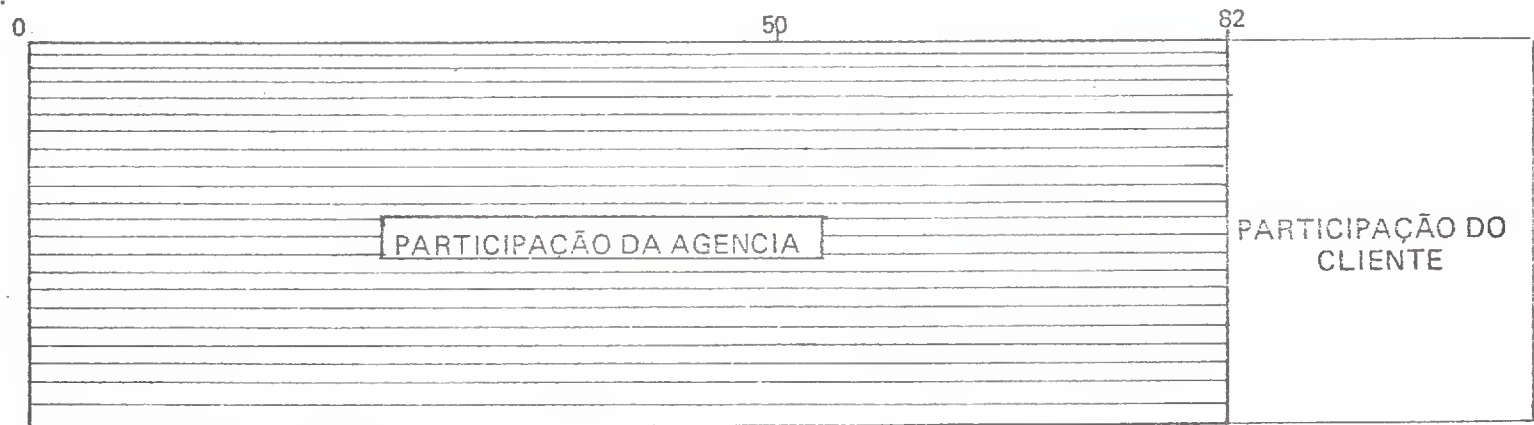 0 50 82
PARTICIPAÇÃO DA AGENCIA
PARTICIPAÇÃO DO
CLIENTE